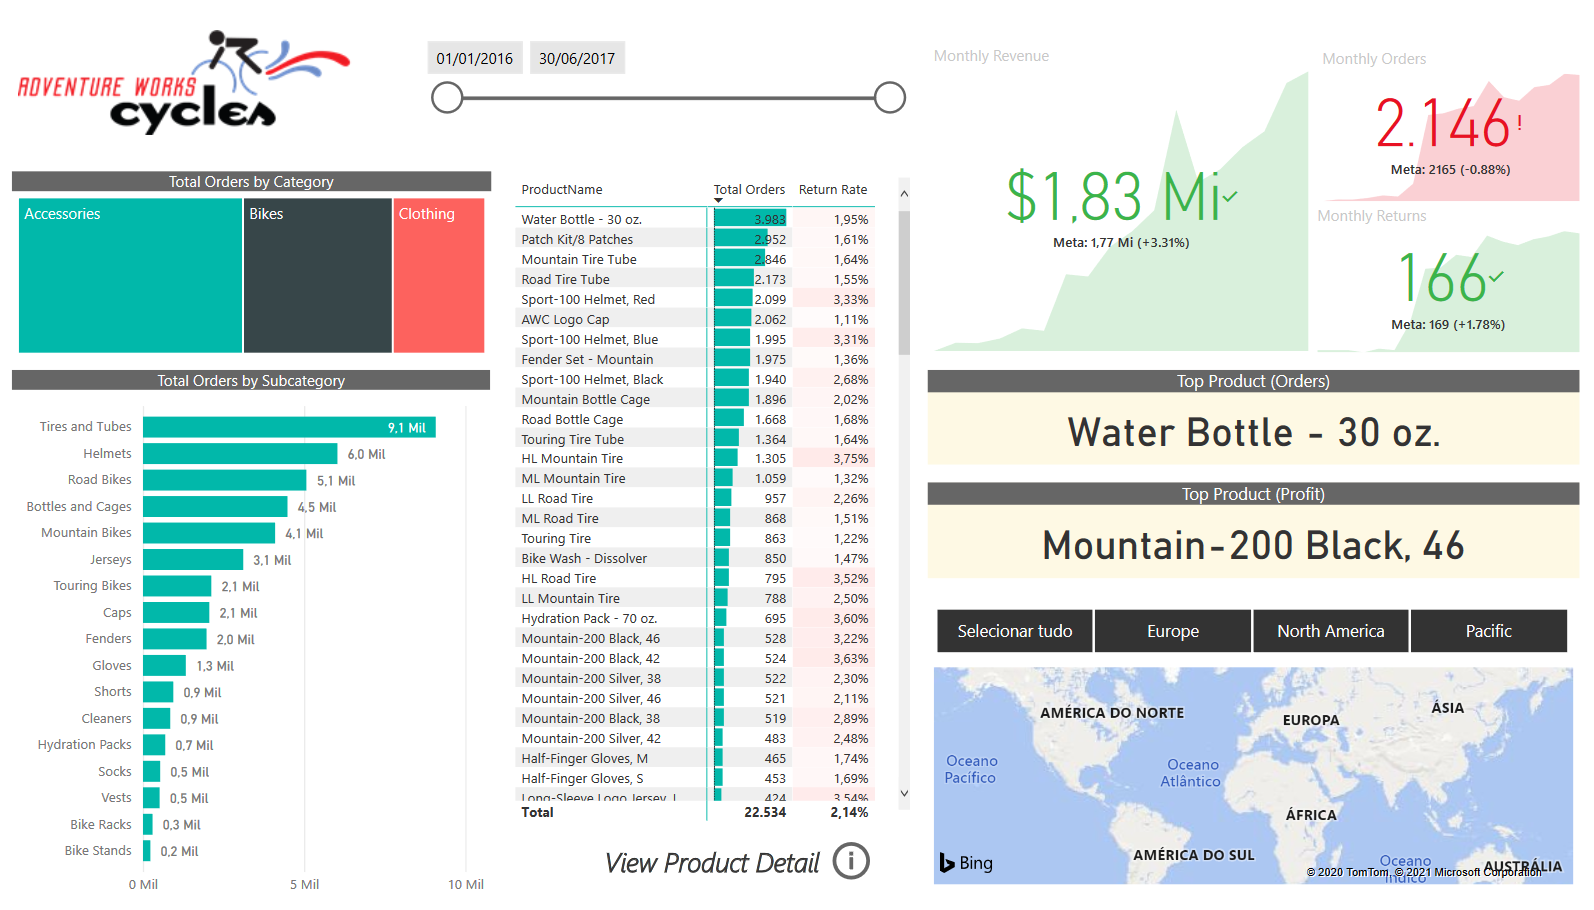 ADVENTURE WORKS
cycles
01/01/2016 30/06/2017
Total Orders by Category
Accessories Bikes Clothing
Total Orders by Subcategory
Tires and Tubes 9,1 Mil
Helmets 6,0 Mil
Road Bikes 5,1 Mil
Bottles and Cages 4,5 Mil
Mountain Bikes 4,1 Mil
Jerseys 3,1 Mil
Touring Bikes 2,1 Mil
Caps 2,1 Mil
Fenders 2,0 Mil
Gloves 1,3 Mil
Shorts 0,9 Mil
Cleaners 0,9 Mil
Hydration Packs 0,7 Mil
Socks 0,5 Mil
Vests 0,5 Mil
Bike Racks 0,3 Mil
Bike Stands 0,2 Mil
0 Mil 5 Mil 10 Mil
ProductName Total Orders Return Rate
Water Bottle - 30 oz. 3.983 1,95%
Patch Kit/8 Patches 2.952 1,61%
Mountain Tire Tube 2.846 1,64%
Road Tire Tube 2.173 1,55%
Sport-100 Helmet, Red 2.099 3,33%
AWC Logo Cap 2.062 1,11%
Sport-100 Helmet, Blue 1.995 3,31%
Fender Set - Mountain 1.975 1,36%
Sport-100 Helmet, Black 1.940 2,68%
Mountain Bottle Cage 1.896 2,02%
Road Bottle Cage 1.668 1,68%
Touring Tire Tube 1.364 1,64%
HL Mountain Tire 1.305 3,75%
ML Mountain Tire 1.059 1,32%
LL Road Tire 957 2,26%
ML Road Tire 868 1,51%
Touring Tire 863 1,22%
Bike Wash - Dissolver 850 1,47%
HL Road Tire 795 3,52%
LL Mountain Tire 788 2,50%
Hydration Pack - 70 oz. 695 3,60%
Mountain-200 Black, 46 528 3,22%
Mountain-200 Black, 42 524 3,63%
Mountain-200 Silver, 38 522 2,30%
Mountain-200 Silver, 46 521 2,11%
Mountain-200 Black, 38 519 2,89%
Mountain-200 Silver, 42 483 2,48%
Half-Finger Gloves, M 465 1,74%
Half-Finger Gloves, S 453 1,69%
Long-Sleeve Logo Jersey, L 424 3,54%
Total 22.534 2,14%
View Product Detail
Monthly Revenue
$1,83 Mi
Meta: 1,77 Mi (+3.31%)
Monthly Orders
2.146!
Meta: 2165 (-0.88%)
Monthly Returns
166
Meta: 169 (+1.78%)
Top Product (Orders)
Water Bottle - 30 oz.
Top Product (Profit)
Mountain-200 Black, 46
Selecionar tudo Europe North America Pacific
AMÉRICA DO NORTE
EUROPA
ÁSIA
Oceano
Pacífico
Oceano
Atlântico
ÁFRICA
AMÉRICA DO SUL
Oceano
Índico
AUSTRÁLIA
Bing
© 2020 TomTom, © 2021 Microsoft Corporation